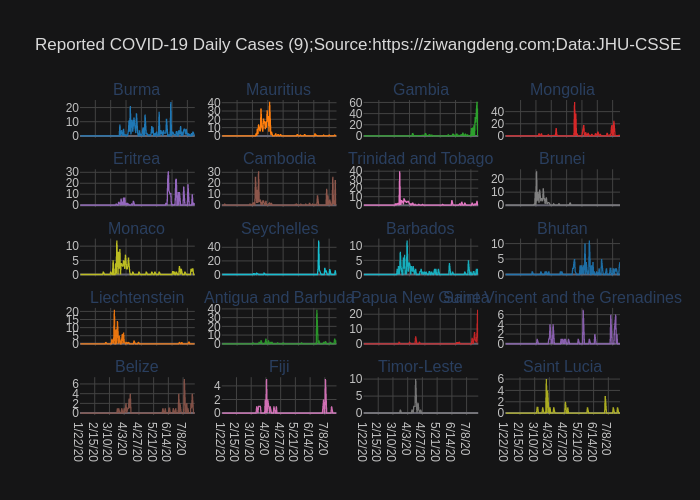 Reported COVID-19 Daily Cases (9);Source:https://ziwangdeng.com;Data:JHU-CSSE
Burma Mauritius Gambia Mongolia
20 10 0
40 30 20 10 0
60 40 20 0
40 20 0
Eritrea Cambodia Trinidad and Tobago Brunei
30 20 10 0
30 20 10 0
40 30 20 10 0
20 10 0
Monaco Seychelles Barbados Bhutan
10 5 0
40 20 0
10 5 0
10 5 0
Liechtenstein Antigua and Barbuda Papua New Guinea Saint Vincent and the Grenadines
20 15 10 5 0
40 30 20 10 0
20 10 0
6 4 2 0
Belize Fiji Timor-Leste Saint Lucia
6 4 2 0
4 2 0
10 5 0
6 4 2 0
1/22/20 2/15/20 3/10/20 4/3/20 4/27/20 5/21/20 6/14/20 7/8/20
1/22/20 2/15/20 3/10/20 4/3/20 4/27/20 5/21/20 6/14/20 7/8/20
1/22/20 2/15/20 3/10/20 4/3/20 4/27/20 5/21/20 6/14/20 7/8/20
1/22/20 2/15/20 3/10/20 4/3/20 4/27/20 5/21/20 6/14/20 7/8/20